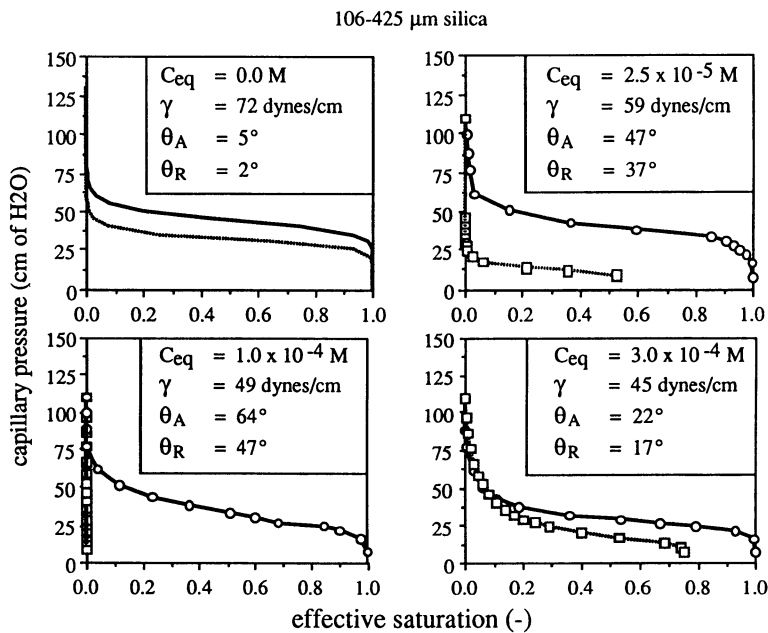 106-425 μm silica
capillary pressure (cm of H2O)
150
125
100
75
50
25
0
0.0 0.2 0.4 0.6 0.8 1.0
Ceq = 0.0 M
γ = 72 dynes/cm
θA = 5°
θR = 2°
150
125
100
75
50
25
0
0.0 0.2 0.4 0.6 0.8 1.0
Ceq = 2.5 x 10 -5 M
γ = 59 dynes/cm
θA = 47°
θR = 37°
150
125
100
75
50
25
0
0.0 0.2 0.4 0.6 0.8 1.0
Ceq = 1.0 x 10 -4 M
γ = 49 dynes/cm
θA = 64°
θR = 47°
150
125
100
75
50
25
0
0.0 0.2 0.4 0.6 0.8 1.0
Ceq = 3.0 x 10 -4 M
γ = 45 dynes/cm
θA = 22°
θR = 17°
effective saturation (-)